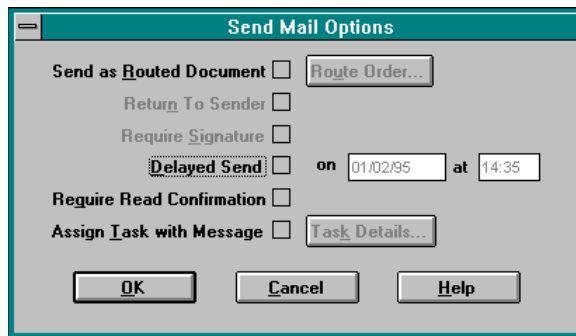 Send Mail Options
Send as Routed Document Route Order...
Return To Sender
Require Signature
Delayed Send on 01/02/95 at 14:35
Require Read Confirmation
Assign Task with Message Task Details...
OK Cancel Help